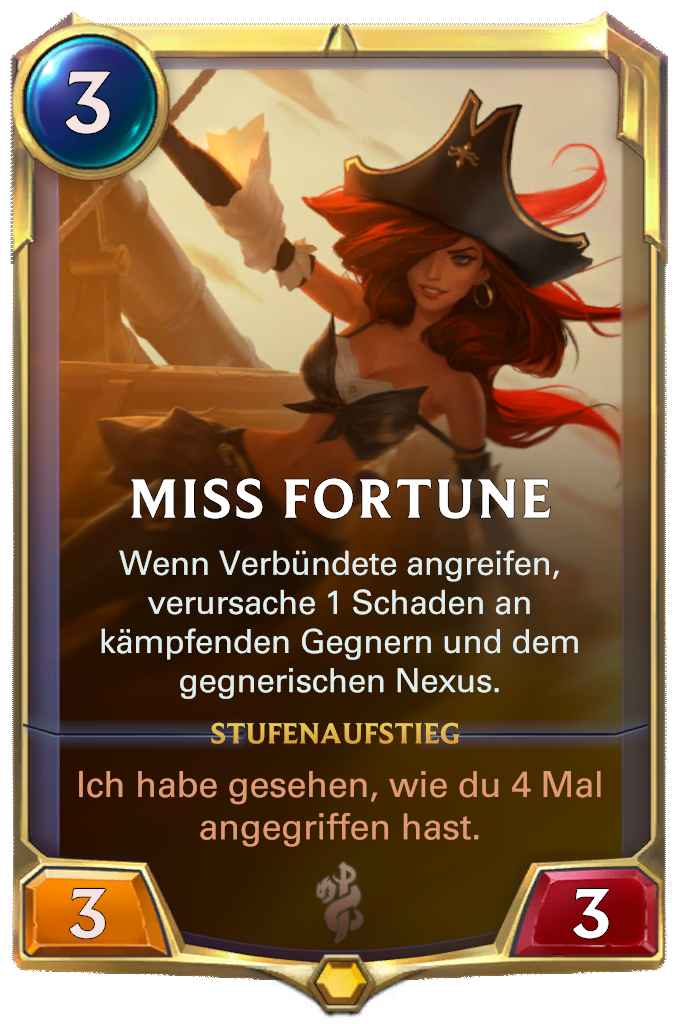 3
MISS FORTUNE
Wenn Verbündete angreifen,
verursache 1 Schaden an
kämpfenden Gegnern und dem
gegnerischen Nexus.
STUFENAUFSTIEG
Ich habe gesehen, wie du 4 Mal
angegriffen hast.
3 3